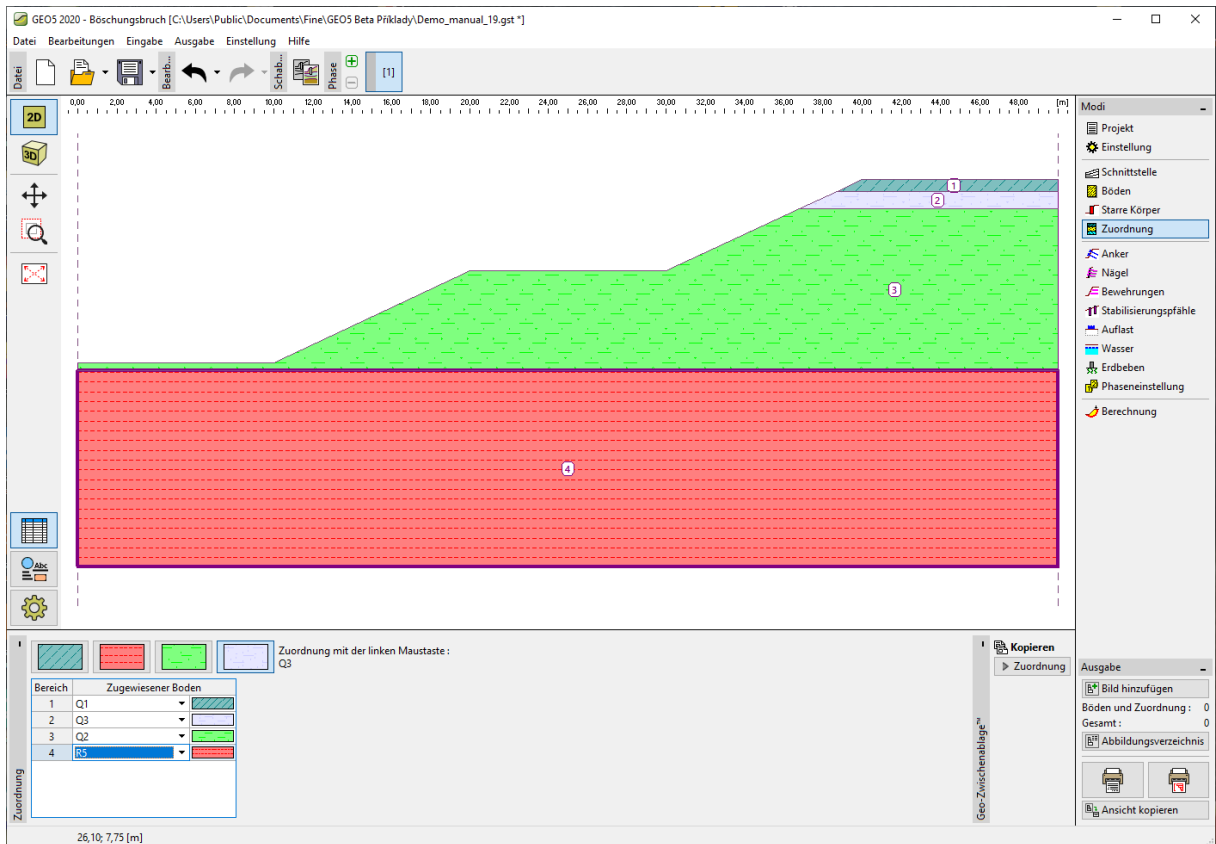 GEO5 2020 - Böschungsbruch [C:\Users\Public\Documents\Fine\GEO5 Beta Příklady\Demo_manual_19.gst *]
Datei Bearbeitungen Eingabe Ausgabe Einstellung Hilfe
Datei
Bearb...
Schab...
Phase
[1]
0,00 2,00 4,00 6,00 8,00 10,00 12,00 14,00 16,00 18,00 20,00 22,00 24,00 26,00 28,00 30,00 32,00 34,00 36,00 38,00 40,00 42,00 44,00 46,00 48,00 [m]
2D
3D
Abc
1
2
3
4
Modi
Projekt
Einstellung
Schnittstelle
Böden
Starre Körper
Zuordnung
Anker
Nägel
Bewehrungen
Stabilisierungspfähle
Auflast
Wasser
Erdbeben
Phaseneinstellung
Berechnung
Zuordnung
Zuordnung mit der linken Maustaste :
Q3
Bereich Zugewiesener Boden
1 Q1
2 Q3
3 Q2
4 R5
Geo-Zwischenablage™
Kopieren
Zuordnung
Ausgabe
Bild hinzufügen
Böden und Zuordnung : 0
Gesamt : 0
Abbildungsverzeichnis
Ansicht kopieren
26,10; 7,75 [m]